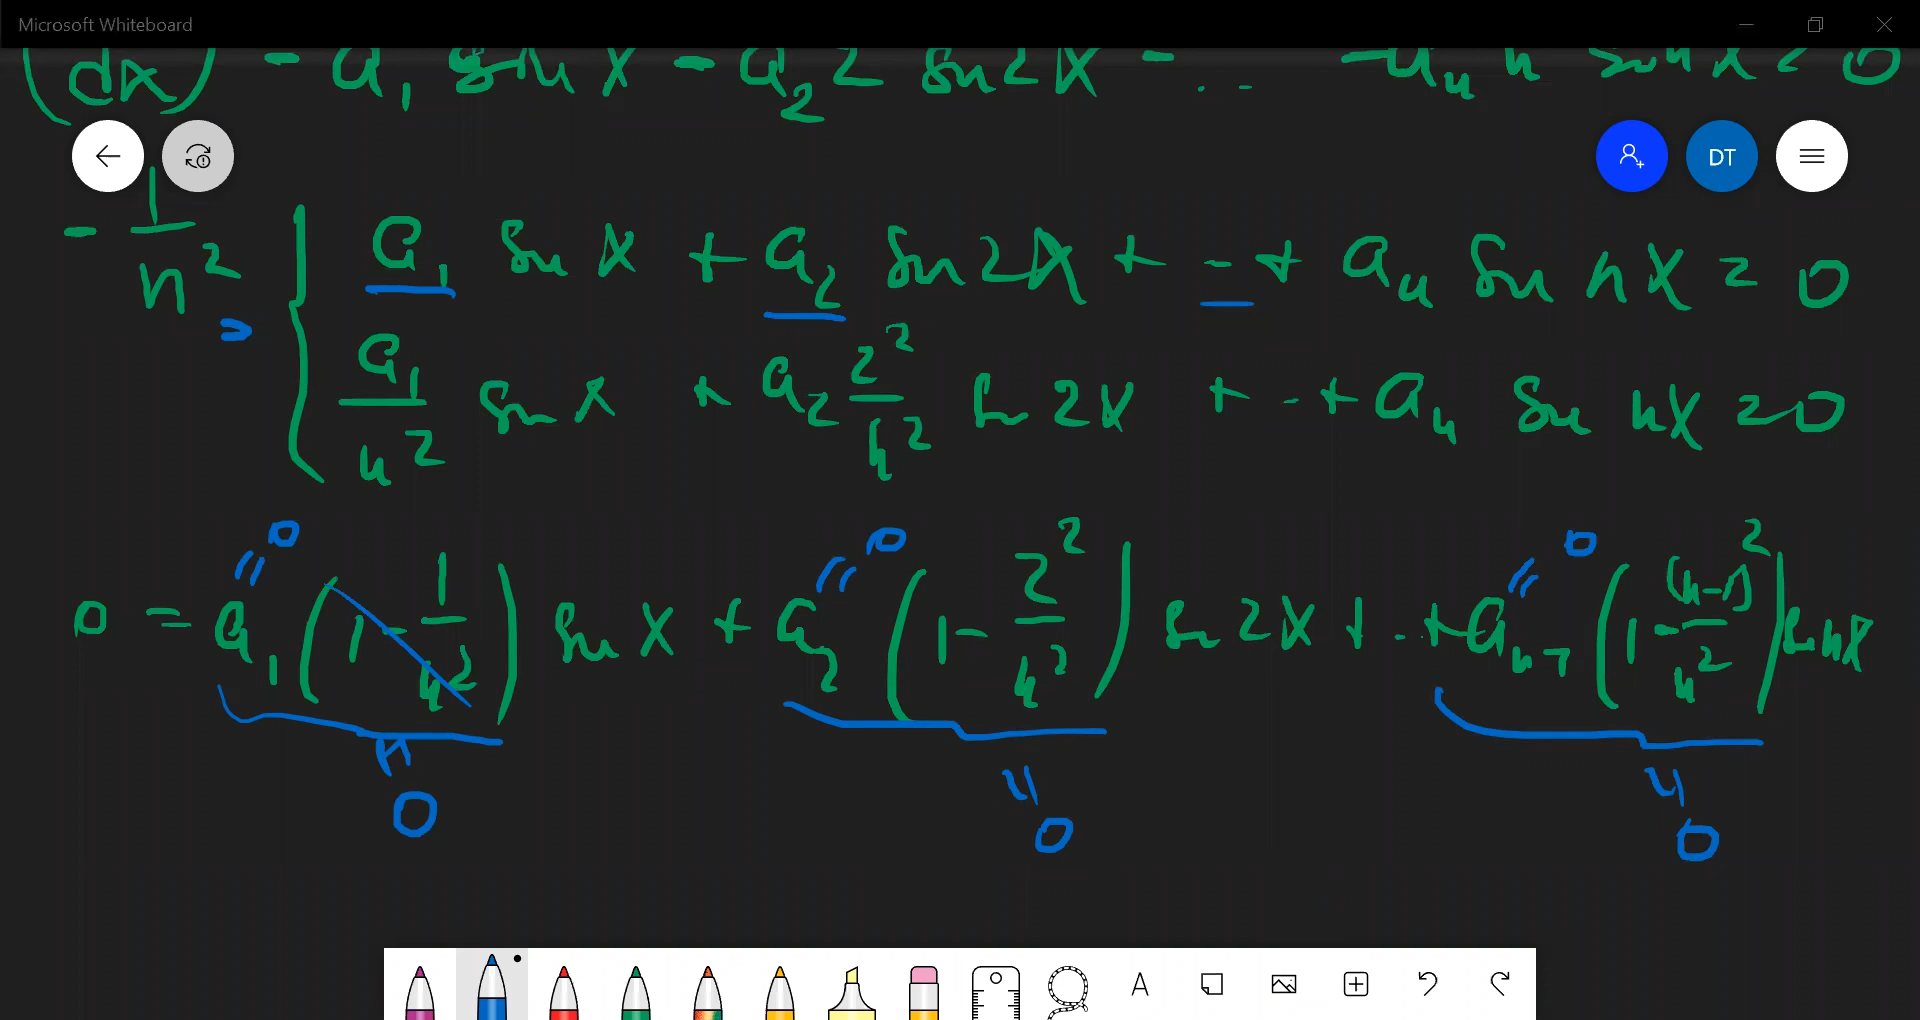 Microsoft Whiteboard
(dx) - a₁ sin x - a₂ 2 sin 2x - ... - aₙ n sin nx = 0
DT
- 1/n² { a₁ sin x + a₂ sin 2x + -- + aₙ sin nx = 0
⇒ a₁/n² sin x + a₂ 2²/n² sin 2x + -- + aₙ sin nx = 0
=0 =0 =0
0 = a₁ (1 - 1/n²) sin x + a₂ (1 - 2²/n²) sin 2x + .. + aₙ₋₁ (1 - (n-1)²/n²) sin nx
= = =
0 0 0
A